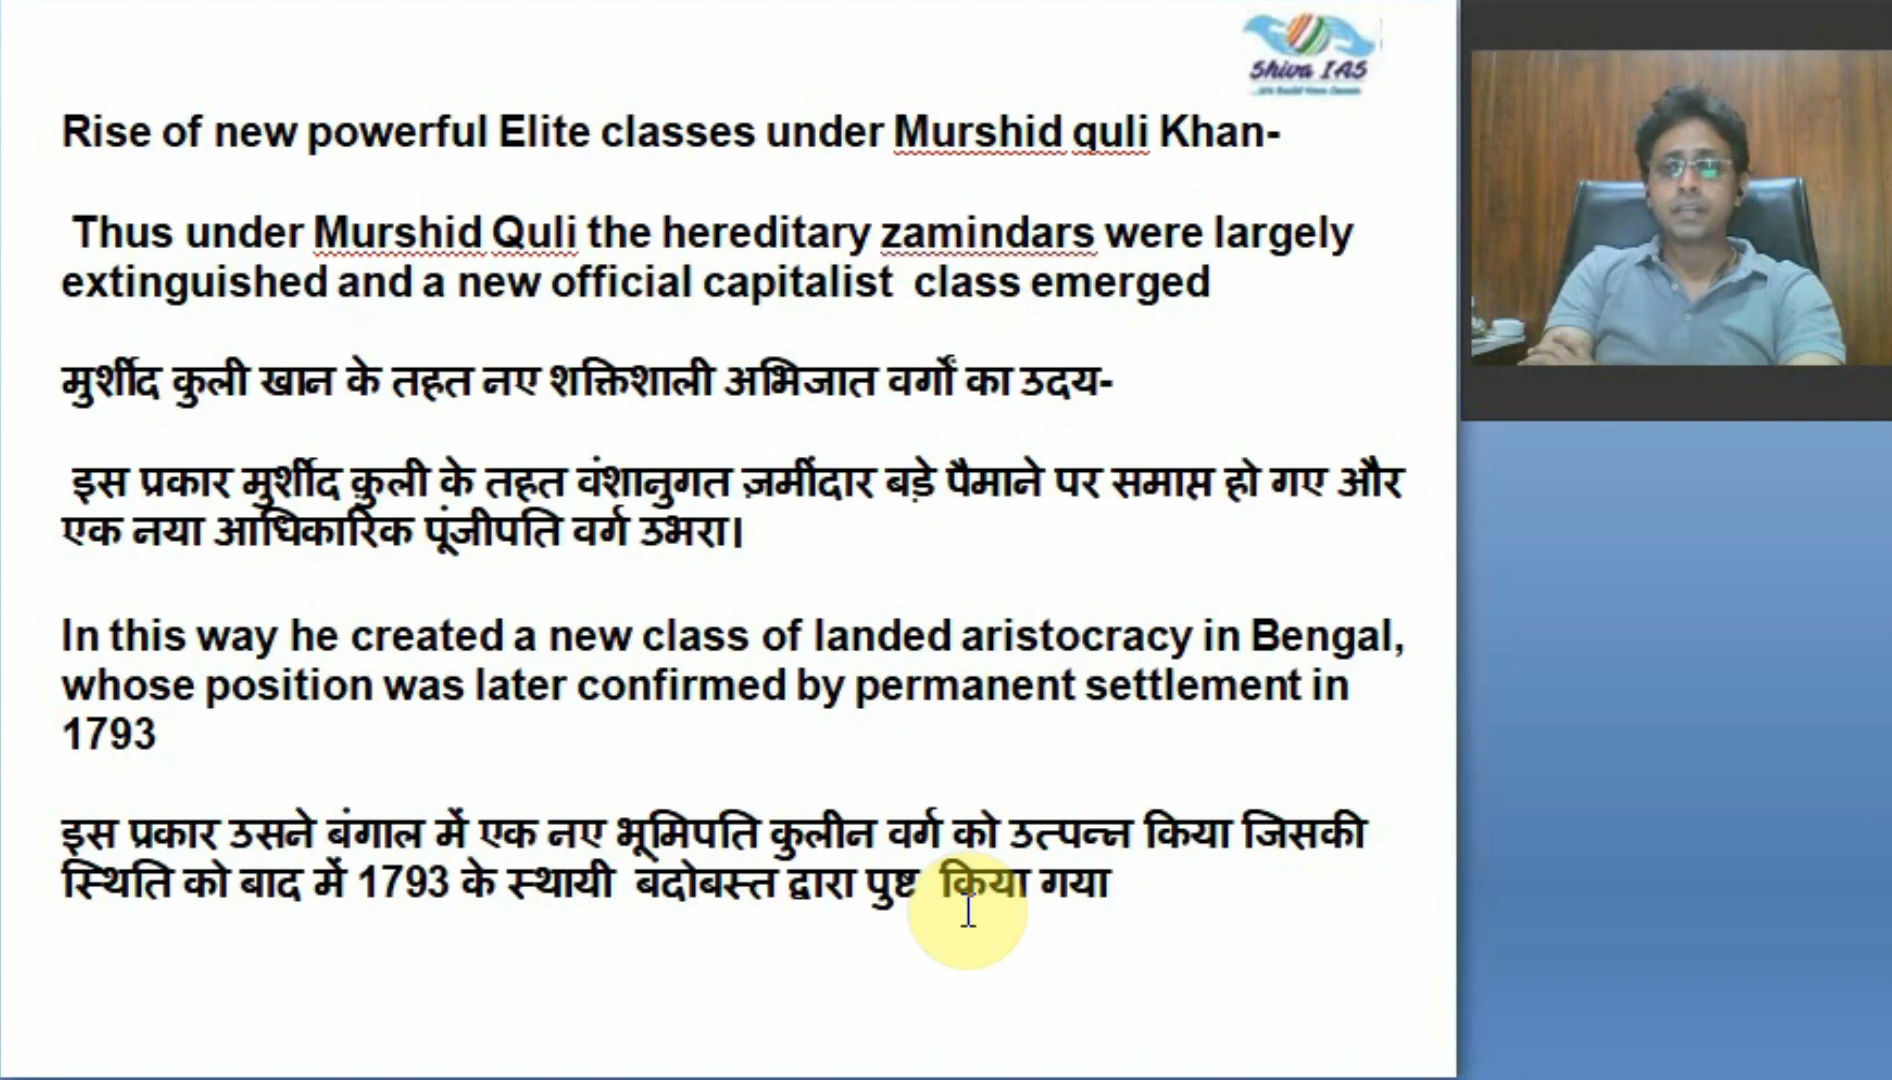 Shiva IAS
Rise of new powerful Elite classes under Murshid quli Khan-
Thus under Murshid Quli the hereditary zamindars were largely
extinguished and a new official capitalist class emerged
मुर्शीद कुली खान के तहत नए शक्तिशाली अभिजात वर्गों का उदय-
इस प्रकार मुर्शीद क़ुली के तहत वंशानुगत ज़मींदार बड़े पैमाने पर समाप्त हो गए और
एक नया आधिकारिक पूंजीपति वर्ग उभरा।
In this way he created a new class of landed aristocracy in Bengal,
whose position was later confirmed by permanent settlement in
1793
इस प्रकार उसने बंगाल में एक नए भूमिपति कुलीन वर्ग को उत्पन्न किया जिसकी
स्थिति को बाद में 1793 के स्थायी बंदोबस्त द्वारा पुष्ट किया गया